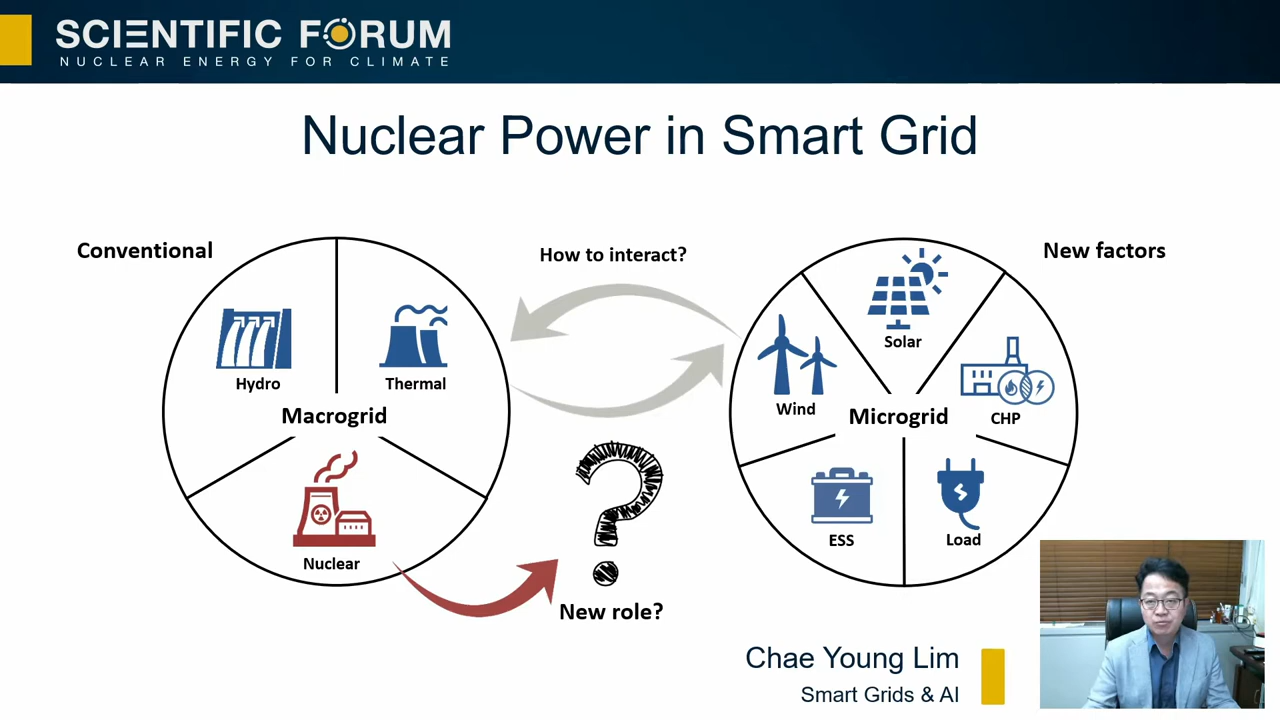 SCIENTIFIC FORUM
NUCLEAR ENERGY FOR CLIMATE
Nuclear Power in Smart Grid
Conventional
How to interact?
New factors
Hydro
Thermal
Macrogrid
Nuclear
Solar
Wind
Microgrid
CHP
ESS
Load
New role?
Chae Young Lim
Smart Grids & AI